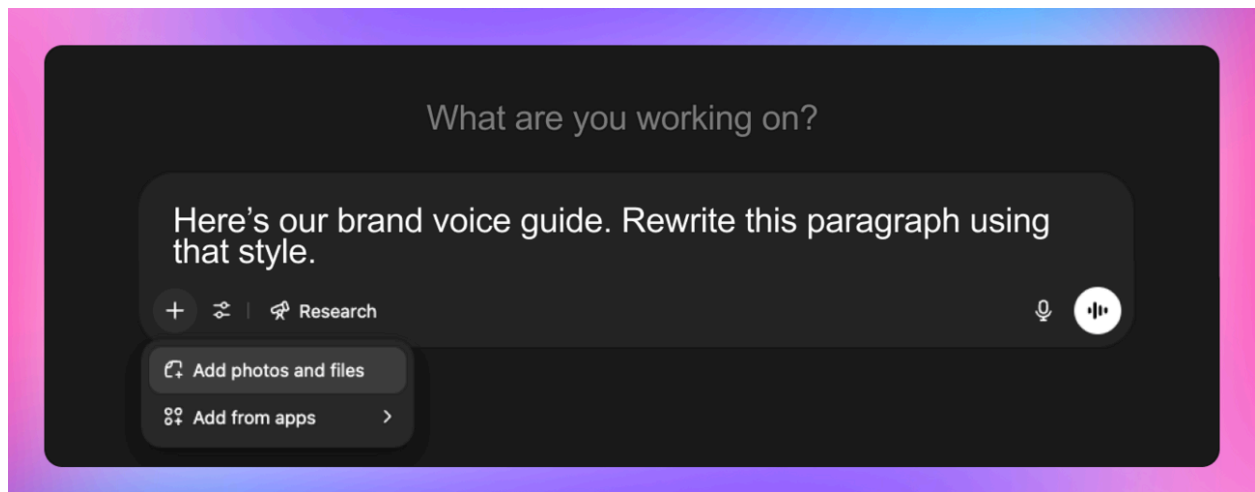 What are you working on?
Here’s our brand voice guide. Rewrite this paragraph using
that style.
Research
Add photos and files
Add from apps